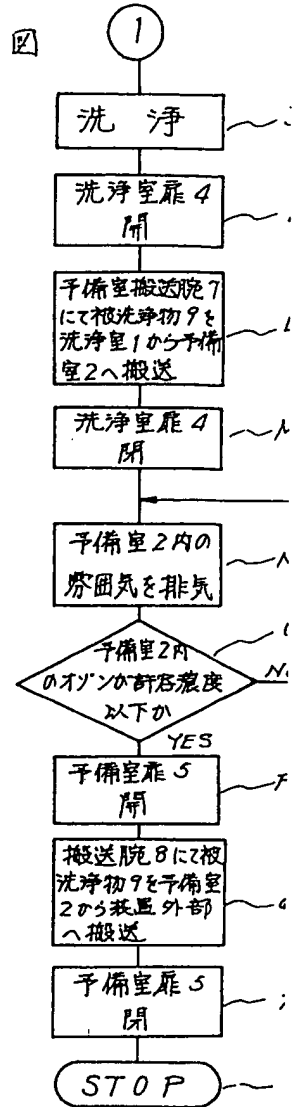 図
1
洗浄
洗浄室扉4
開
予備室搬送腕7
にて被洗浄物9を
洗浄室1から予備
室2へ搬送
洗浄室扉4
閉
M
予備室2内の
雰囲気を排気
N
予備室2内
のオゾンが許容濃度
以下か
YES
予備室扉5
開
搬送腕8にて被
洗浄物9を予備室
2から装置外部
へ搬送
予備室扉5
閉
STOP